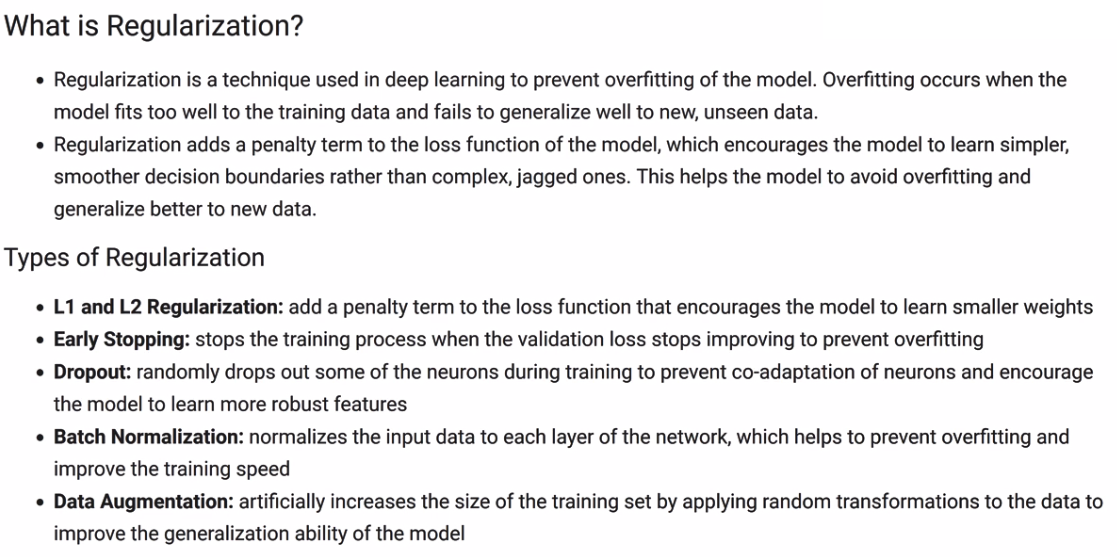 What is Regularization?
• Regularization is a technique used in deep learning to prevent overfitting of the model. Overfitting occurs when the
model fits too well to the training data and fails to generalize well to new, unseen data.
• Regularization adds a penalty term to the loss function of the model, which encourages the model to learn simpler,
smoother decision boundaries rather than complex, jagged ones. This helps the model to avoid overfitting and
generalize better to new data.
Types of Regularization
• L1 and L2 Regularization: add a penalty term to the loss function that encourages the model to learn smaller weights
• Early Stopping: stops the training process when the validation loss stops improving to prevent overfitting
• Dropout: randomly drops out some of the neurons during training to prevent co-adaptation of neurons and encourage
the model to learn more robust features
• Batch Normalization: normalizes the input data to each layer of the network, which helps to prevent overfitting and
improve the training speed
• Data Augmentation: artificially increases the size of the training set by applying random transformations to the data to
improve the generalization ability of the model